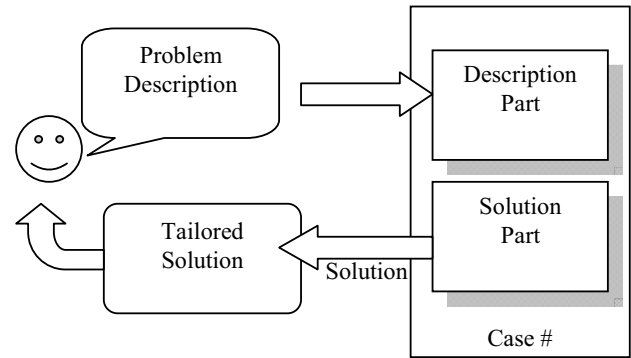 Problem
Description
Description
Part
Solution
Part
Tailored
Solution
Solution
Case #